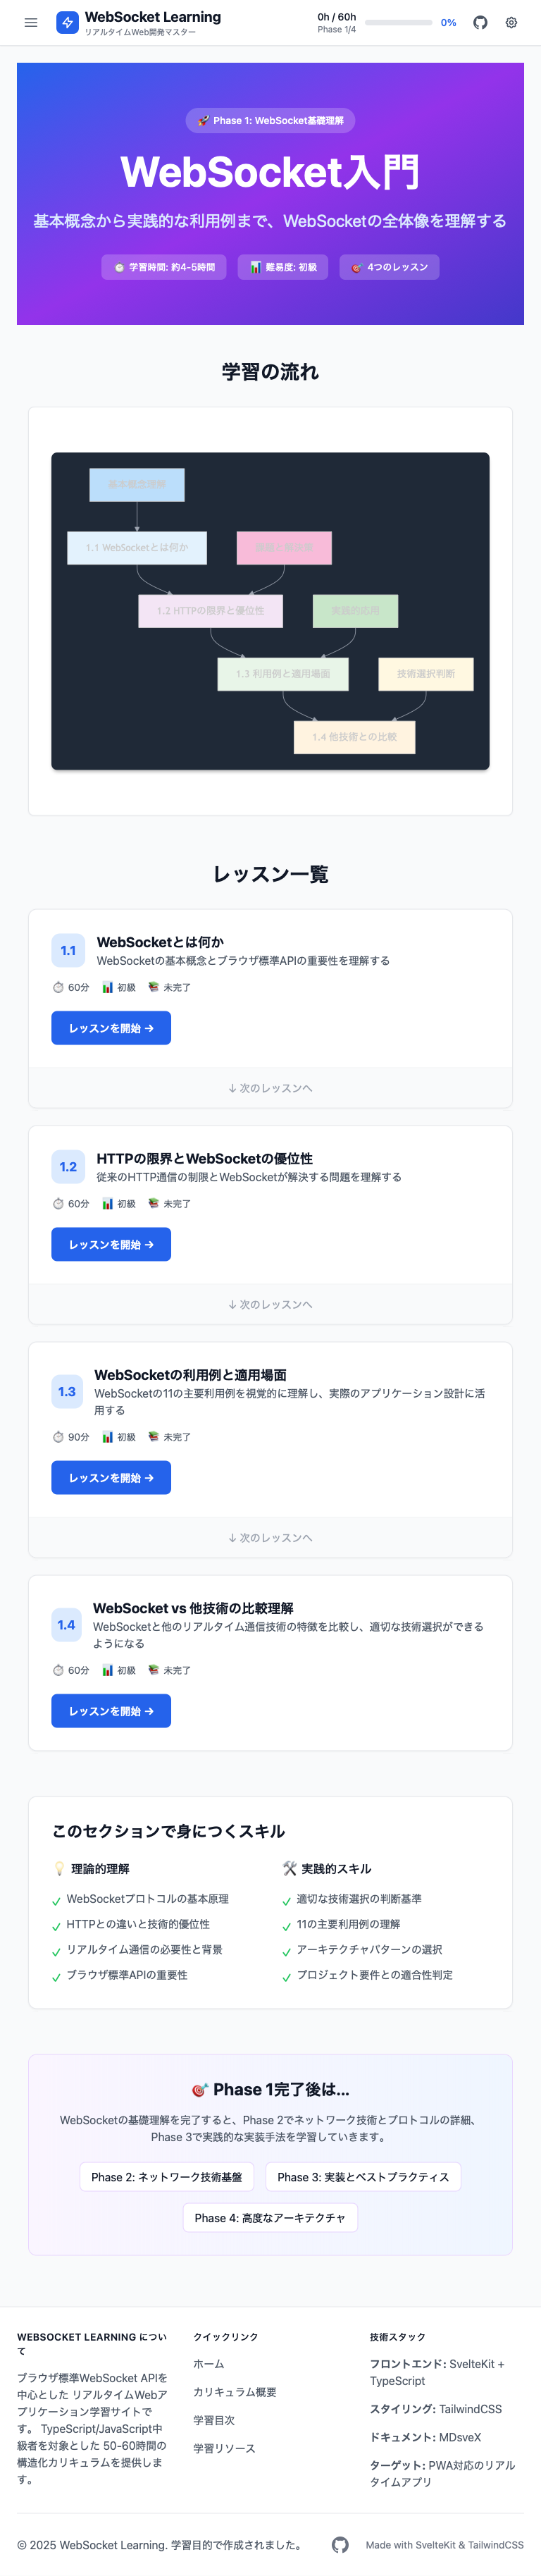 WebSocket Learning
リアルタイムWeb開発マスター
0h / 60h
Phase 1/4
0%
🚀 Phase 1: WebSocket基礎理解
WebSocket入門
基本概念から実践的な利用例まで、WebSocketの全体像を理解する
⏱️ 学習時間: 約4-5時間
📊 難易度: 初級
🎯 4つのレッスン
学習の流れ
基本概念理解
1.1 WebSocketとは何か
1.2 HTTPの限界と優位性
実践的応用
1.3 利用例と適用場面
技術選択判断
1.4 他技術との比較
レッスン一覧
1.1
WebSocketとは何か
WebSocketの基本概念とブラウザ標準APIの重要性を理解する
⏱️ 60分 📊 初級 📚 未完了
レッスンを開始 →
↓ 次のレッスンへ
1.2
HTTPの限界とWebSocketの優位性
従来のHTTP通信の制限とWebSocketが解決する問題を理解する
⏱️ 60分 📊 初級 📚 未完了
レッスンを開始 →
↓ 次のレッスンへ
1.3
WebSocketの利用例と適用場面
WebSocketの11の主要利用例を視覚的に理解し、実際のアプリケーション設計に活
用する
⏱️ 90分 📊 初級 📚 未完了
レッスンを開始 →
↓ 次のレッスンへ
1.4
WebSocket vs 他技術の比較理解
WebSocketと他のリアルタイム通信技術の特徴を比較し、適切な技術選択ができる
ようになる
⏱️ 60分 📊 初級 📚 未完了
レッスンを開始 →
このセクションで身につくスキル
💡 理論的理解
✓ WebSocketプロトコルの基本原理
✓ HTTPとの違いと技術的優位性
✓ リアルタイム通信の必要性と背景
✓ ブラウザ標準APIの重要性
🛠️ 実践的スキル
✓ 適切な技術選択の判断基準
✓ 11の主要利用例の理解
✓ アーキテクチャパターンの選択
✓ プロジェクト要件との適合性判定
🎯 Phase 1完了後は...
WebSocketの基礎理解を完了すると、Phase 2でネットワーク技術とプロトコルの詳細、
Phase 3で実践的な実装手法を学習していきます。
Phase 2: ネットワーク技術基盤
Phase 3: 実装とベストプラクティス
Phase 4: 高度なアーキテクチャ
WEBSOCKET LEARNING につい
て
ブラウザ標準WebSocket APIを
中心とした リアルタイムWebア
プリケーション学習サイトで
す。 TypeScript/JavaScript中
級者を対象とした 50-60時間の
構造化カリキュラムを提供しま
す。
クイックリンク
ホーム
カリキュラム概要
学習目次
学習リソース
技術スタック
フロントエンド: SvelteKit +
TypeScript
スタイリング: TailwindCSS
ドキュメント: MDsveX
ターゲット: PWA対応のリアル
タイムアプリ
© 2025 WebSocket Learning. 学習目的で作成されました。
Made with SvelteKit & TailwindCSS